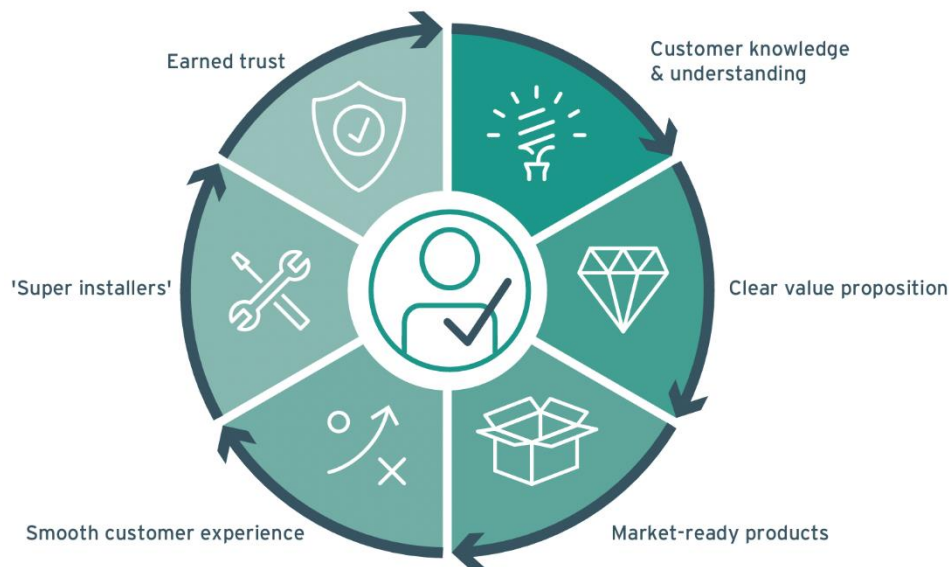 Earned trust
Customer knowledge
& understanding
'Super installers'
Clear value proposition
Smooth customer experience
Market-ready products